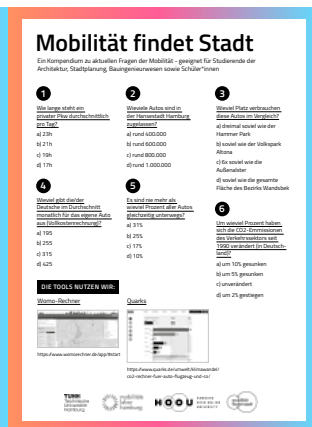 Mobilität findet Stadt
Ein Kompendium zu aktuellen Fragen der Mobilität - geeignet für Studierende der
Architektur, Stadtplanung, Bauingenieurwesen sowie Schüler*innen
1
Wie lange steht ein
privater Pkw durchschnittlich
pro Tag?
a) 23h
b) 21h
c) 19h
d) 17h
2
Wieviele Autos sind in
der Hansestadt Hamburg
zugelassen?
a) rund 400.000
b) rund 600.000
c) rund 800.000
d) rund 1.000.000
3
Wieviel Platz verbrauchen
diese Autos im Vergleich?
a) dreimal soviel wie der
Hammer Park
b) soviel wie der Volkspark
Altona
c) 6x soviel wie die
Außenalster
d) soviel wie die gesamte
Fläche des Bezirks Wandsbek
4
Wieviel gibt die/der
Deutsche im Durchschnitt
monatlich für das eigene Auto
aus (Vollkostenrechnung)?
a) 195
b) 255
c) 315
d) 425
5
Es sind nie mehr als
wieviel Prozent aller Autos
gleichzeitig unterwegs?
a) 31%
b) 25%
c) 17%
d) 10%
6
Um wieviel Prozent haben
sich die CO2-Emmissionen
des Verkehrssektors seit
1990 verändert (in Deutsch-
land)?
a) um 10% gesunken
b) um 5% gesunken
c) unverändert
d) um 2% gestiegen
DIE TOOLS NUTZEN WIR:
Womo-Rechner
https://www.womorechner.de/app/#start
Quarks
https://www.quarks.de/umwelt/klimawandel/
co2-rechner-fuer-auto-flugzeug-und-co/
TUHH
Technische
Universität
Hamburg
HOOU
HAMBURG
OPEN ONLINE
UNIVERSITY